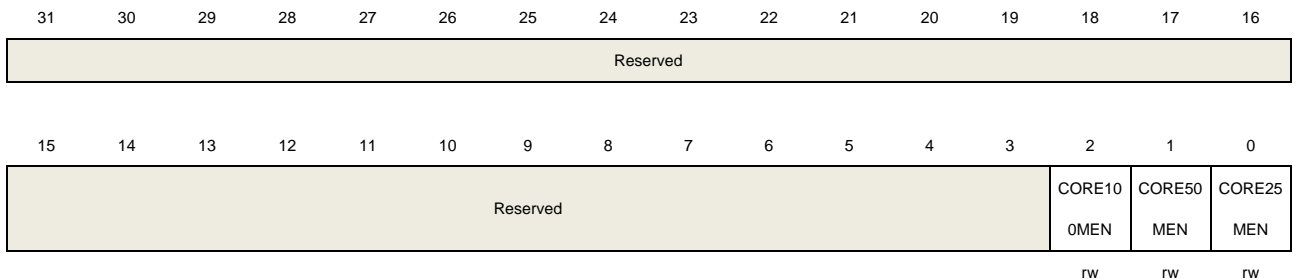 31 30 29 28 27 26 25 24 23 22 21 20 19 18 17 16
Reserved
15 14 13 12 11 10 9 8 7 6 5 4 3 2 1 0
Reserved CORE10 CORE50 CORE25
0MEN MEN MEN
rw rw rw